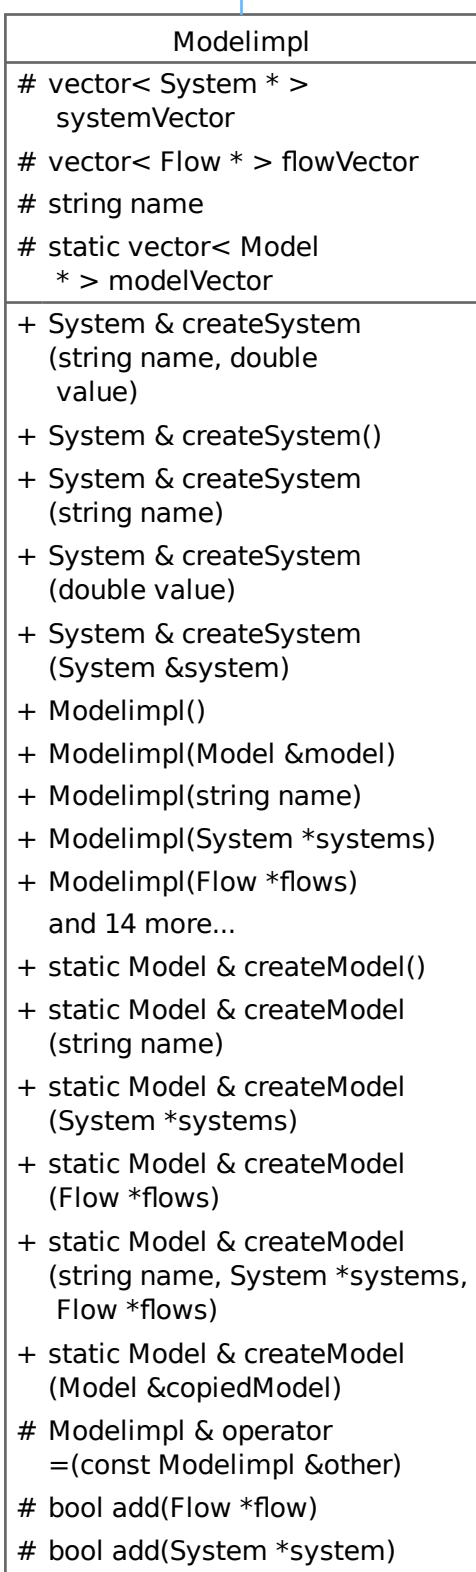 Modelimpl
# vector< System * >
systemVector
# vector< Flow * > flowVector
# string name
# static vector< Model
* > modelVector
+ System & createSystem
(string name, double
value)
+ System & createSystem()
+ System & createSystem
(string name)
+ System & createSystem
(double value)
+ System & createSystem
(System &system)
+ Modelimpl()
+ Modelimpl(Model &model)
+ Modelimpl(string name)
+ Modelimpl(System *systems)
+ Modelimpl(Flow *flows)
and 14 more...
+ static Model & createModel()
+ static Model & createModel
(string name)
+ static Model & createModel
(System *systems)
+ static Model & createModel
(Flow *flows)
+ static Model & createModel
(string name, System *systems,
Flow *flows)
+ static Model & createModel
(Model &copiedModel)
# Modelimpl & operator
=(const Modelimpl &other)
# bool add(Flow *flow)
# bool add(System *system)